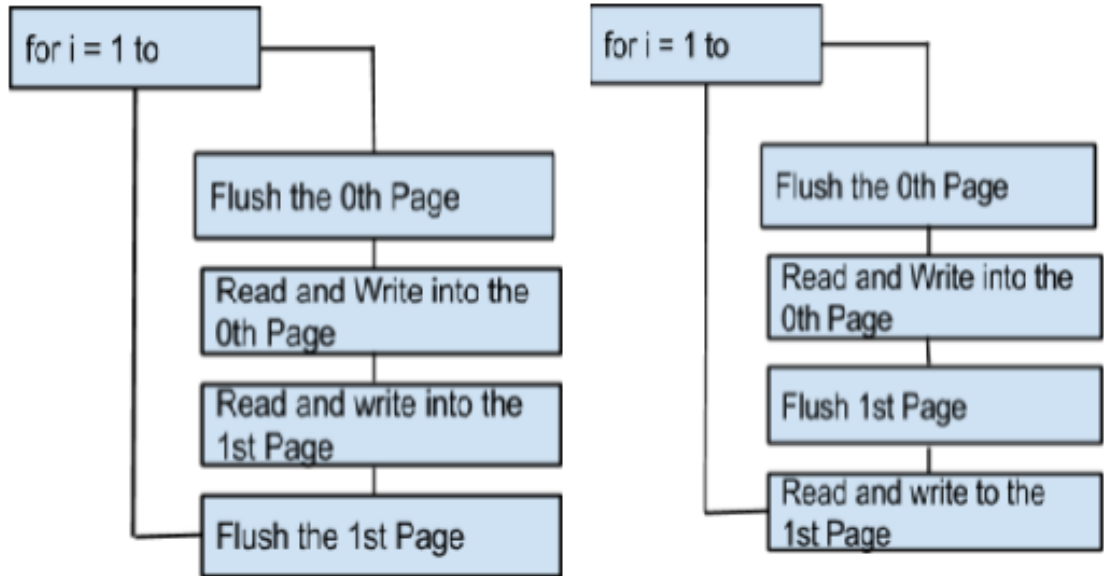 for i = 1 to
Flush the 0th Page
Read and Write into the
0th Page
Read and write into the
1st Page
Flush the 1st Page
for i = 1 to
Flush the 0th Page
Read and Write into the
0th Page
Flush 1st Page
Read and write to the
1st Page